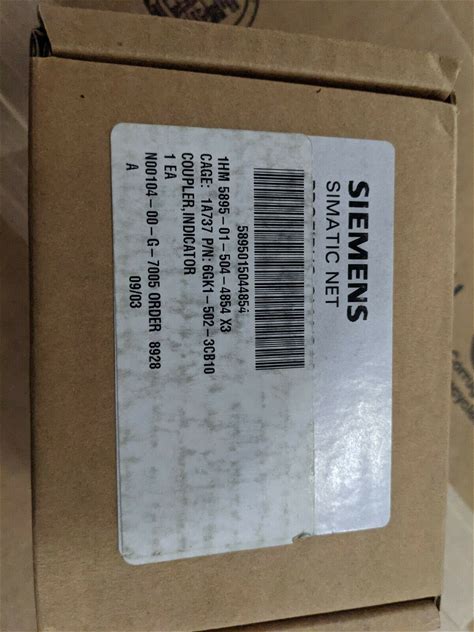 SIEMENS
SIMATIC NET
5895015044854
1HM 5895-01-504-4854 X3
CAGE: 1A737 P/N: 6GK1-502-3CB10
COUPLER,INDICATOR
1 EA
N00104-00-G-7005 ORDER 8928
A 09/03